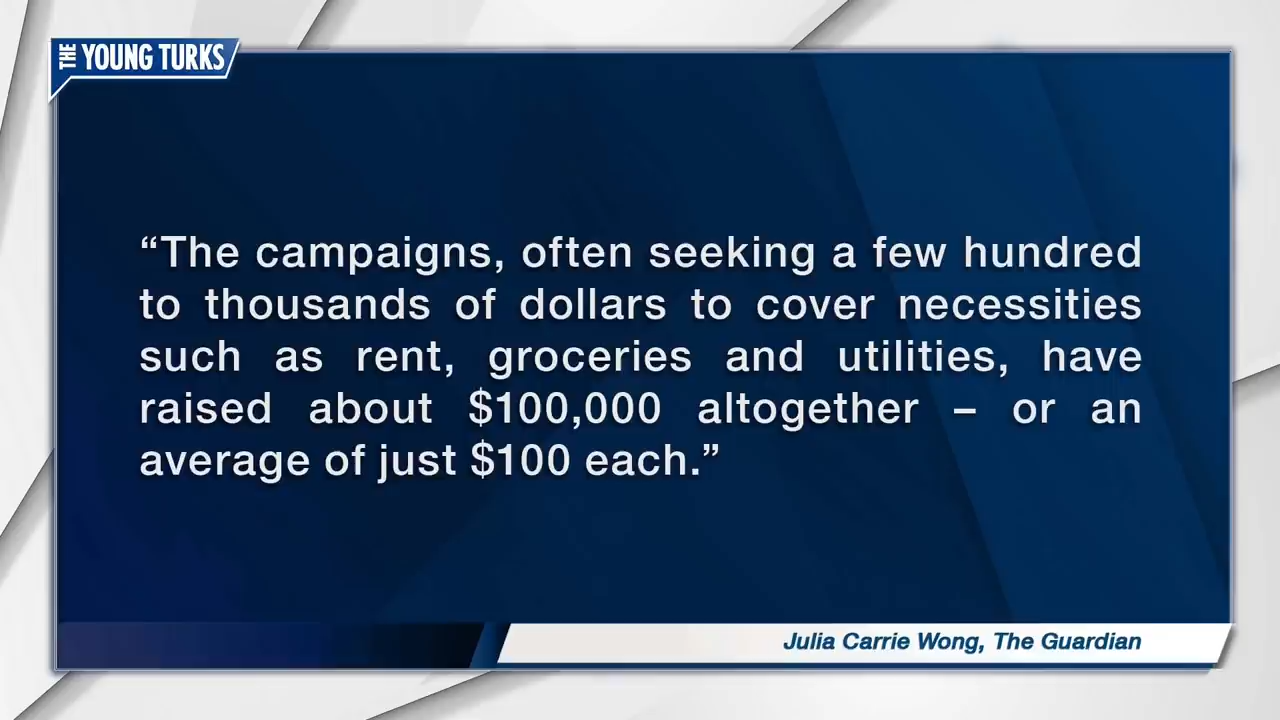 THE YOUNG TURKS
“The campaigns, often seeking a few hundred
to thousands of dollars to cover necessities
such as rent, groceries and utilities, have
raised about $100,000 altogether – or an
average of just $100 each.”
Julia Carrie Wong, The Guardian